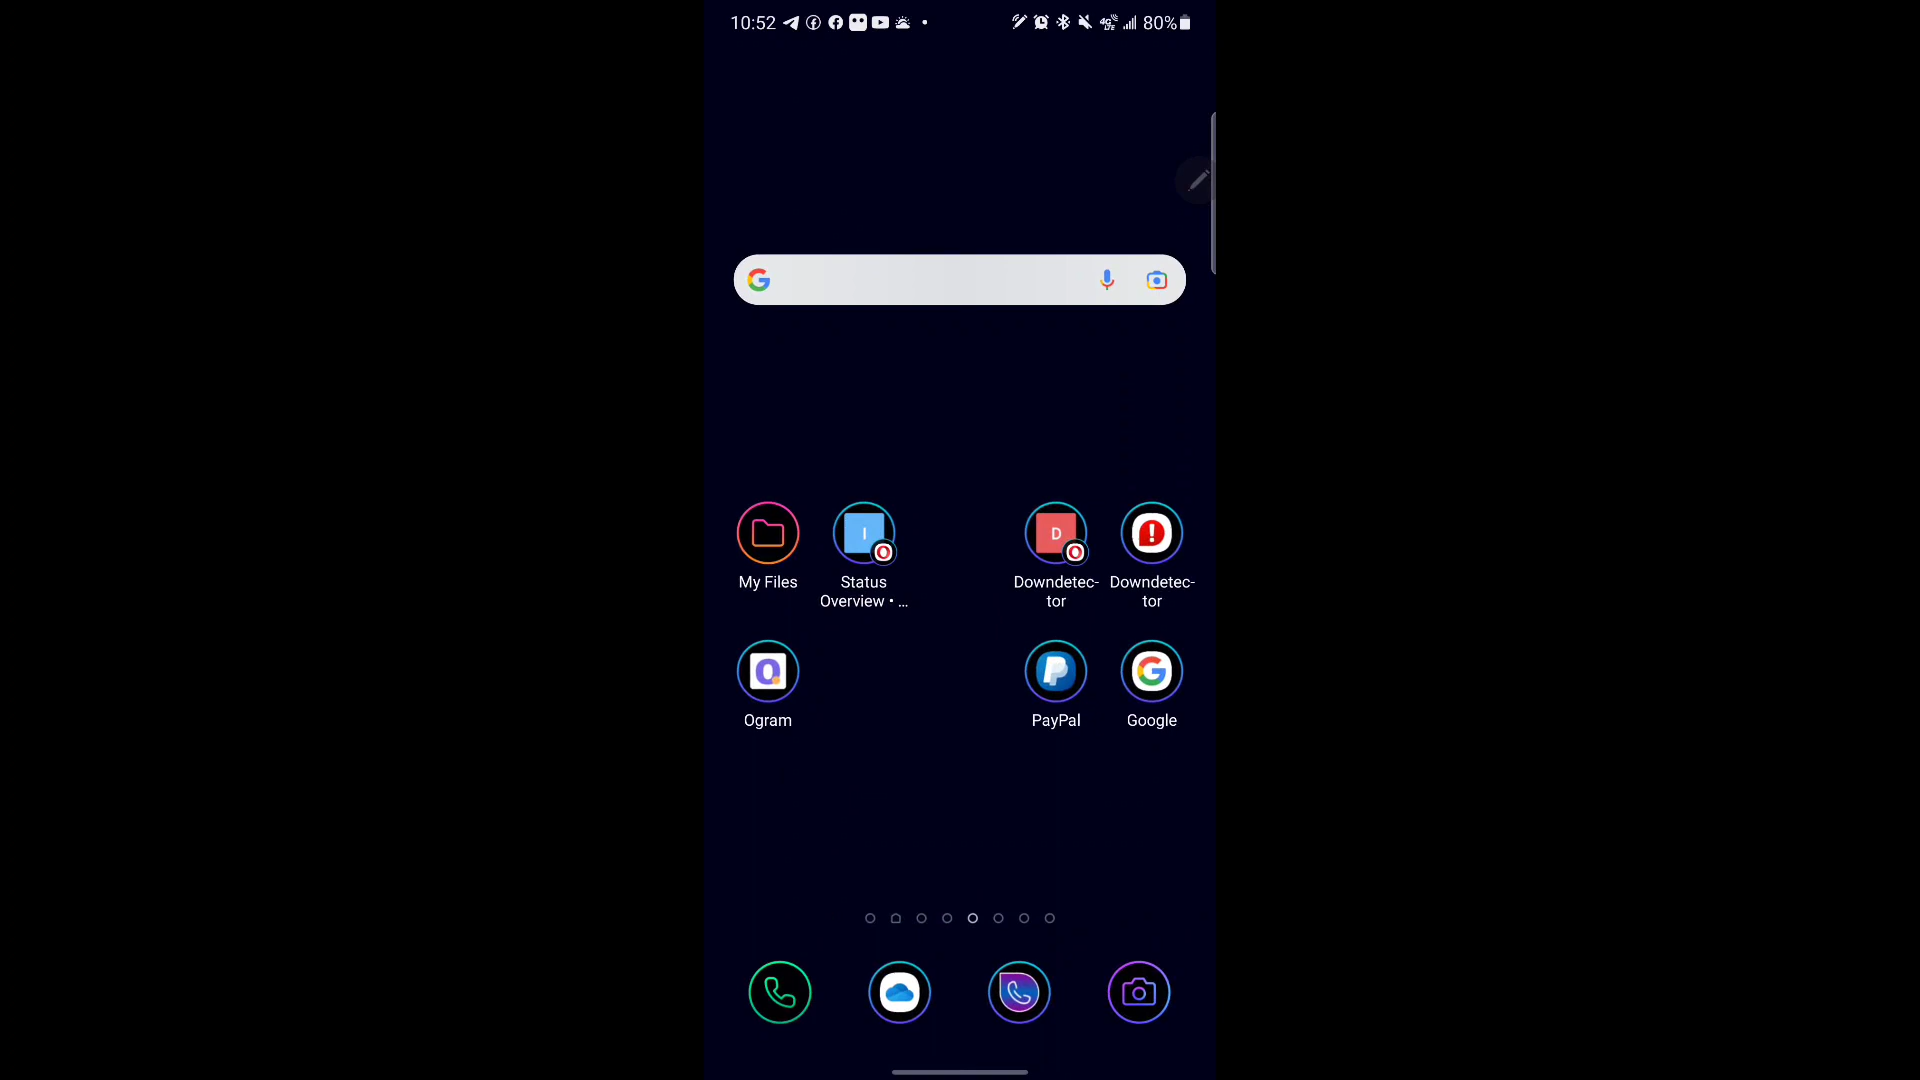 10:52 80%
My Files
Status
Overview • ...
Downdetec-
tor
Downdetec-
tor
Ogram
PayPal
Google